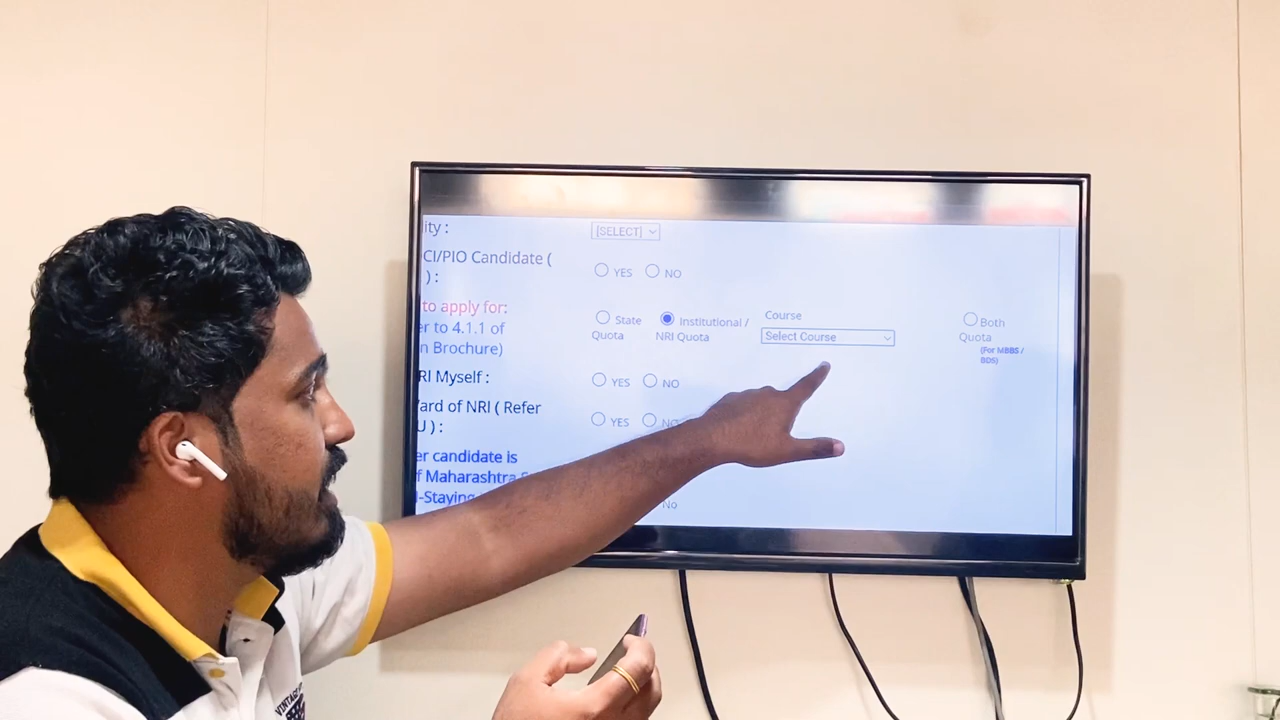 ity :
[SELECT]
CI/PIO Candidate (
) :
YES NO
to apply for:
er to 4.1.1 of
n Brochure)
State
Quota
Institutional /
NRI Quota
Course
Select Course
Both
Quota
(For MBBS /
BDS)
RI Myself :
YES NO
ard of NRI ( Refer
U ) :
YES NO
er candidate is
f Maharashtra
-Staying
No
VINTAGE